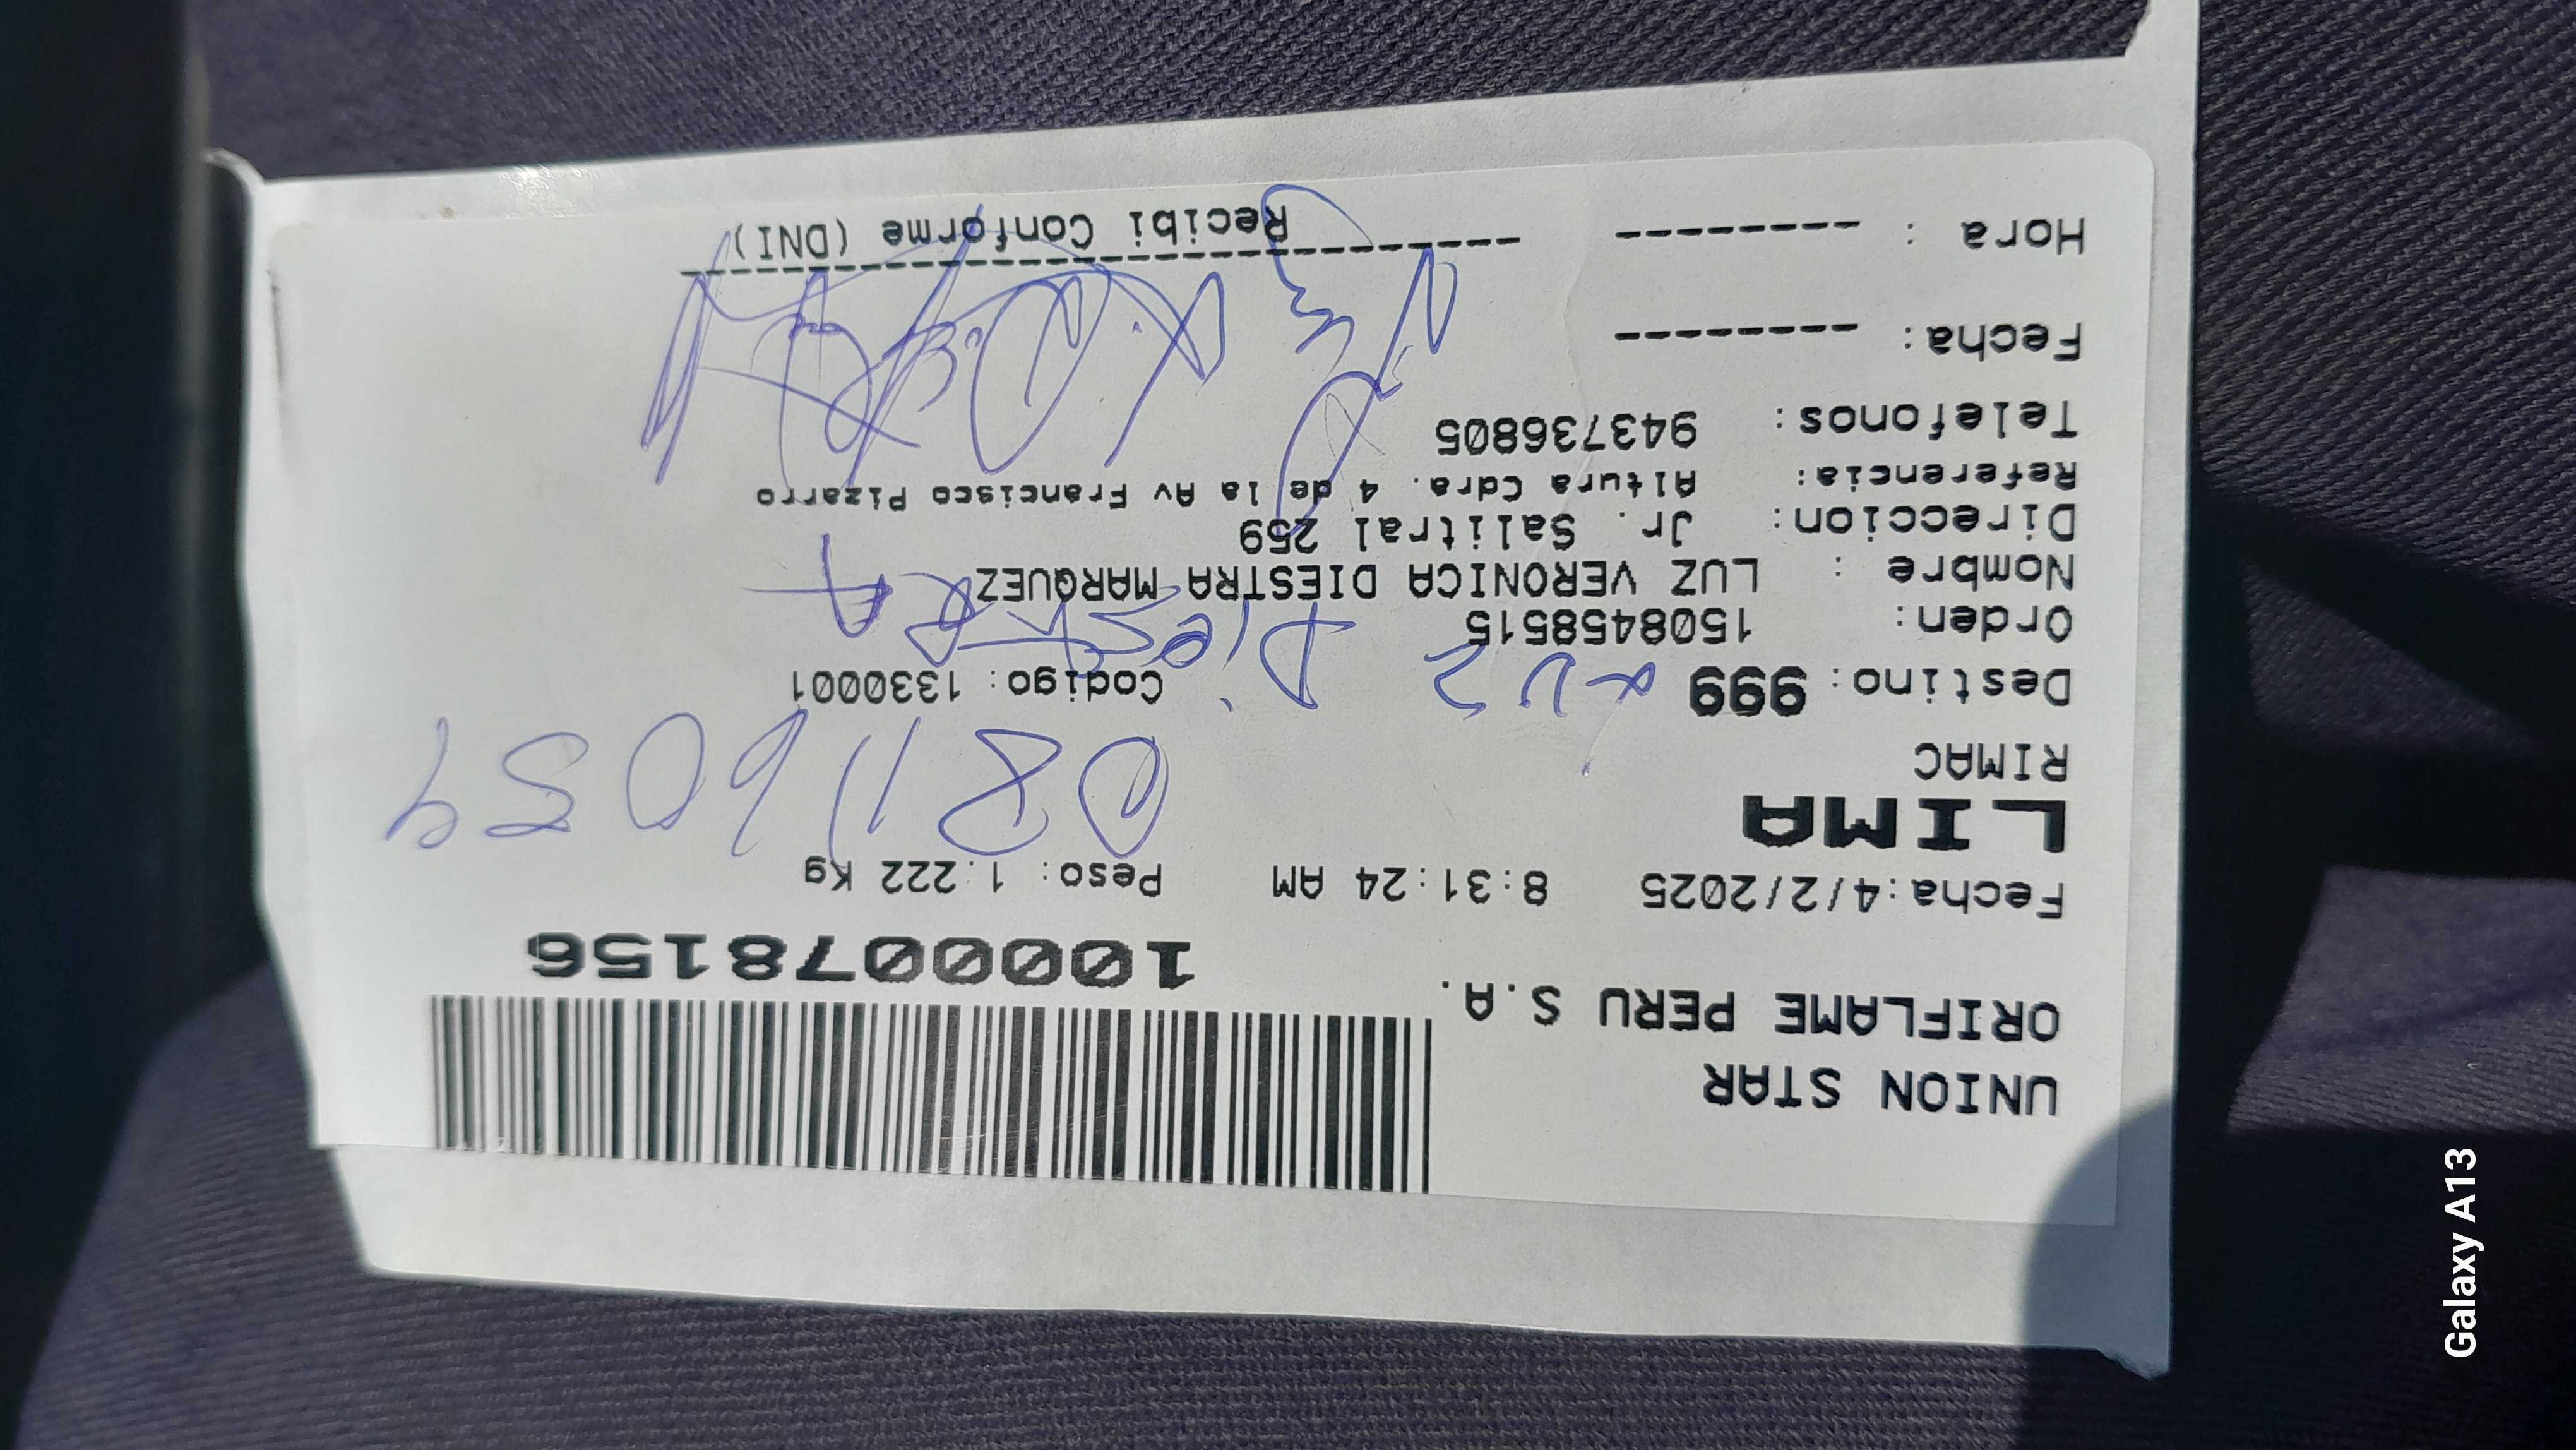 UNION STAR
ORIFLAME PERU S.A.
10000078156
Fecha:4/2/2025 8:31:24 AM Peso: 1.222 Kg
LIMA
RIMAC
Destino: 999 Codigo: 1330001
Luz Diestra
Orden: 1508458515
Nombre : LUZ VERONICA DIESTRA MARQUEZ
Direccion: Jr. Salitral 259
Referencia: Altura Cdra. 4 de la Av Francisco Pizarro
Telefonos: 943736805
Fecha: --------
Hora : --------
Recibi Conforme (DNI)
Galaxy A13